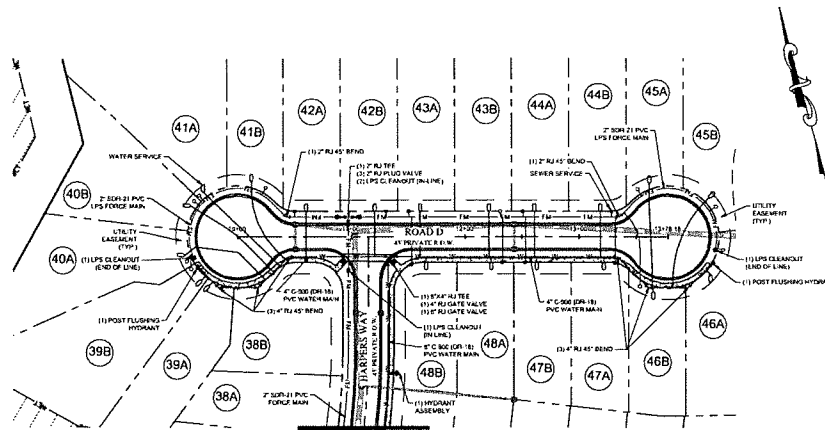 42A
42B
43A
43B
44A
44B
45A
45B
41A
41B
40B
40A
39B
39A
38B
38A
48B
48A
47B
47A
46B
46A
2" SDR-21 PVC
LPS FORCE MAIN
(1) 2" RJ 45° BEND
WATER SERVICE
(1) 2" RJ TEE
(3) 2" RJ PLUG VALVE
(2) LPS CLEANOUT (IN-LINE)
(1) 2" RJ 45° BEND
SEWER SERVICE
2" SDR-21 PVC
LPS FORCE MAIN
UTILITY
EASEMENT
(TYP.)
UTILITY
EASEMENT
(TYP.)
ROAD D
45' PRIVATE R.O.W.
(1) LPS CLEANOUT
(END OF LINE)
(1) LPS CLEANOUT
(END OF LINE)
(1) POST FLUSHING HYDRA
4" C-900 (DR-18)
PVC WATER MAIN
(3) 4" RJ 45° BEND
(1) POST FLUSHING
HYDRANT
(1) 8"X4" RJ TEE
(1) 4" RJ GATE VALVE
(1) 8" RJ GATE VALVE
4" C-900 (DR-18)
PVC WATER MAIN
(1) LPS CLEANOUT
(IN LINE)
8" C 900 (DR-18)
PVC WATER MAIN
(3) 4" RJ 45° BEND
HARPERS WAY
45' PRIVATE R.O.W.
2" SDR-21 PVC
FORCE MAIN
(1) HYDRANT
ASSEMBLY